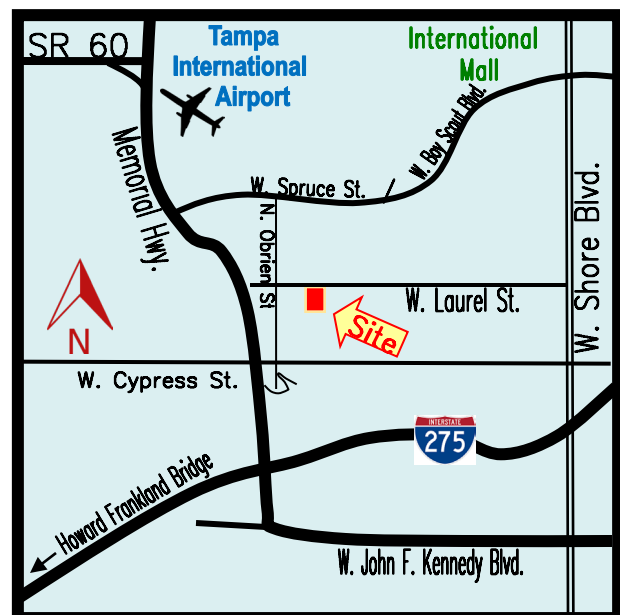 SR 60
Tampa
International
Airport
International
Mall
W. Boy Scout Blvd.
Memorial Hwy.
W. Spruce St.
N. Obrien St
W. Shore Blvd.
W. Laurel St.
Site
N
W. Cypress St.
INTERSTATE
275
Howard Frankland Bridge
W. John F. Kennedy Blvd.